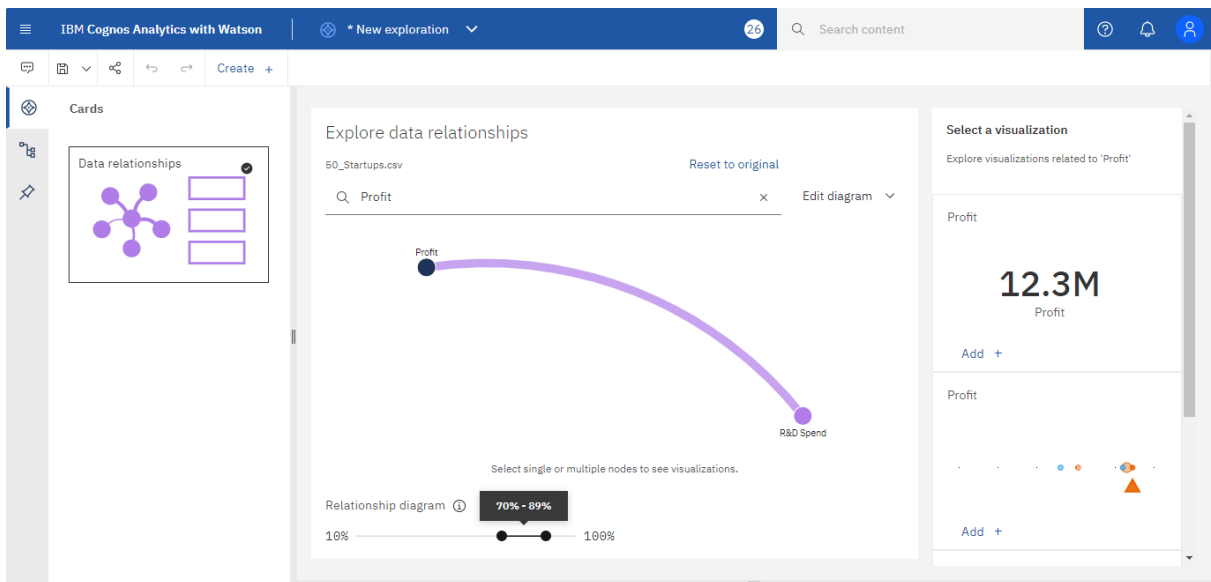 IBM Cognos Analytics with Watson
* New exploration
26
Search content
Create +
Cards
Data relationships
Explore data relationships
50_Startups.csv
Reset to original
Profit
Edit diagram
Profit
R&D Spend
Select single or multiple nodes to see visualizations.
Relationship diagram
70% - 89%
10%
100%
Select a visualization
Explore visualizations related to 'Profit'
Profit
12.3M
Profit
Add +
Profit
Add +